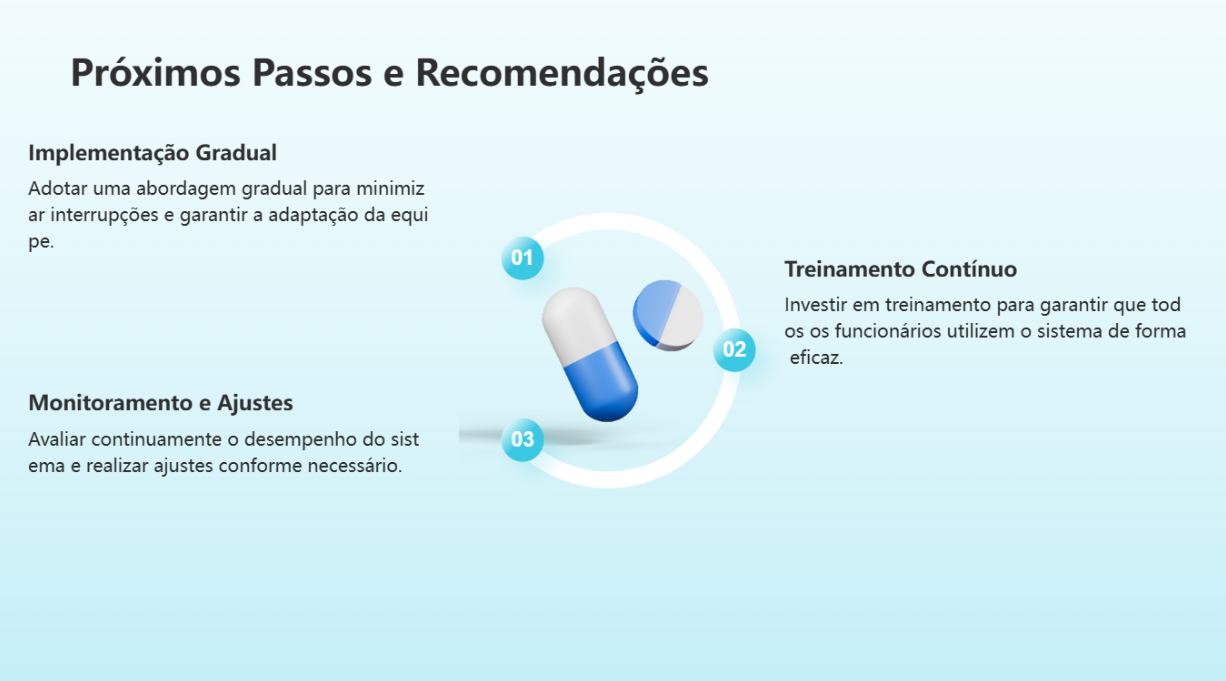 Próximos Passos e Recomendações
Implementação Gradual
Adotar uma abordagem gradual para minimiz
ar interrupções e garantir a adaptação da equi
pe.
01
Treinamento Contínuo
Investir em treinamento para garantir que tod
os os funcionários utilizem o sistema de forma
eficaz.
02
Monitoramento e Ajustes
Avaliar continuamente o desempenho do sist
ema e realizar ajustes conforme necessário.
03